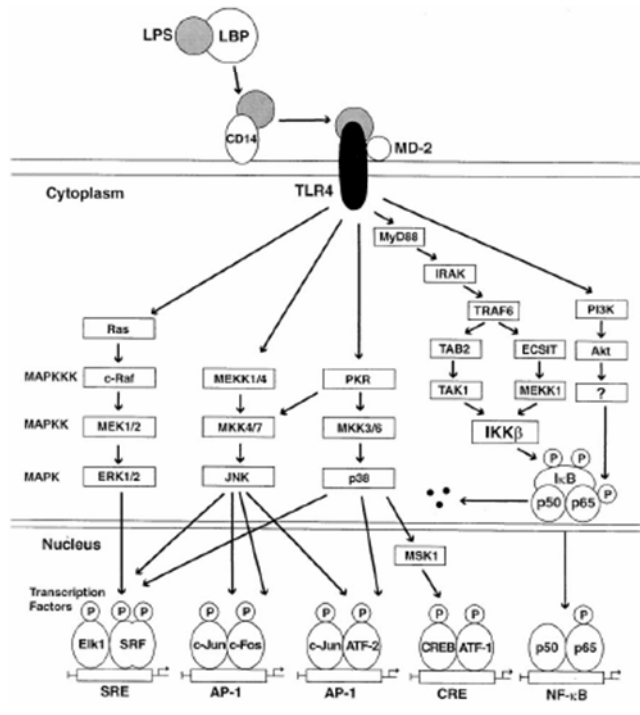 LPS
LBP
CD14
MD-2
Cytoplasm
TLR4
MyD88
IRAK
Ras
TRAF6
PI3K
MAPKKK
c-Raf
MEKK1/4
PKR
TAB2
ECSIT
Akt
TAK1
MEKK1
?
MAPKK
MEK1/2
MKK4/7
MKK3/6
IKKβ
MAPK
ERK1/2
JNK
p38
P P
IκB
P
p50 p65
Nucleus
MSK1
Transcription
Factors
P P P
P P
P P
P
P
Elk1 SRF
c-Jun c-Fos
c-Jun ATF-2
CREB ATF-1
p50 p65
SRE
AP-1
AP-1
CRE
NF-κB